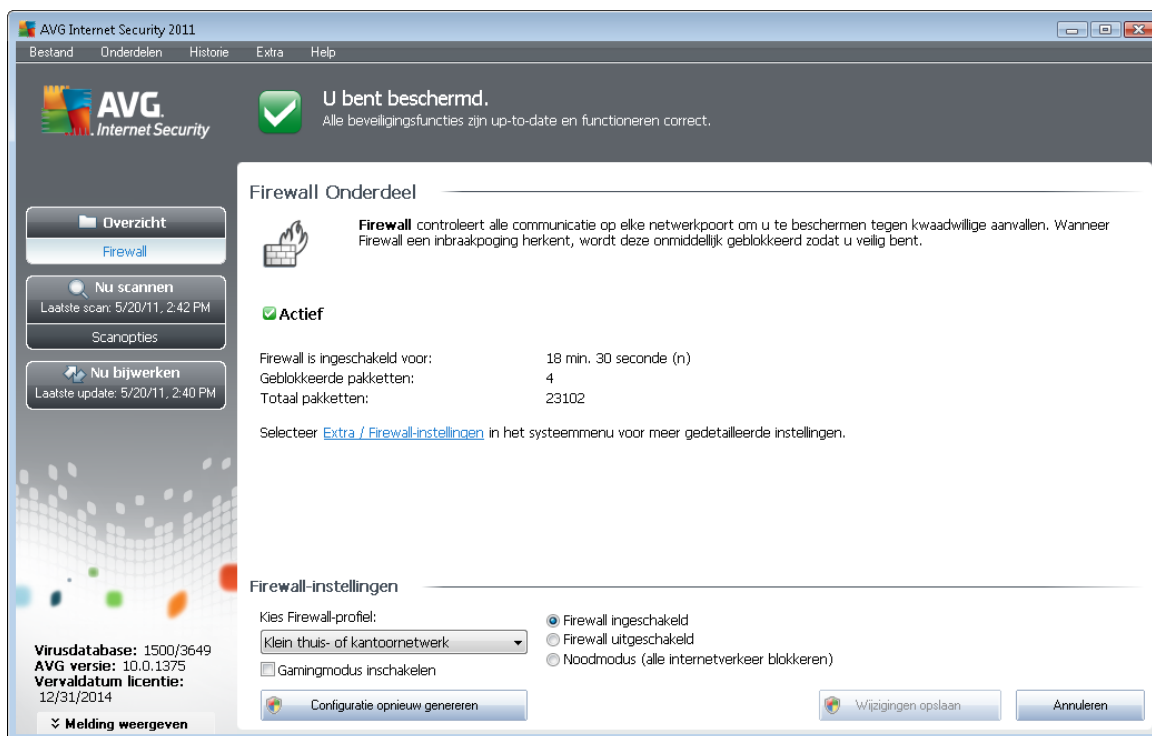 AVG Internet Security 2011
Bestand Onderdelen Historie Extra Help
AVG.
Internet Security
U bent beschermd.
Alle beveiligingsfuncties zijn up-to-date en functioneren correct.
Overzicht
Firewall
Nu scannen
Laatste scan: 5/20/11, 2:42 PM
Scanopties
Nu bijwerken
Laatste update: 5/20/11, 2:40 PM
Firewall Onderdeel
Firewall controleert alle communicatie op elke netwerkpoort om u te beschermen tegen kwaadwillige aanvallen. Wanneer
Firewall een inbraakpoging herkent, wordt deze onmiddellijk geblokkeerd zodat u veilig bent.
Actief
Firewall is ingeschakeld voor: 18 min. 30 seconde (n)
Geblokkeerde pakketten: 4
Totaal pakketten: 23102
Selecteer Extra / Firewall-instellingen in het systeemmenu voor meer gedetailleerde instellingen.
Firewall-instellingen
Kies Firewall-profiel:
Klein thuis- of kantoornetwerk
Gamingmodus inschakelen
Firewall ingeschakeld
Firewall uitgeschakeld
Noodmodus (alle internetverkeer blokkeren)
Configuratie opnieuw genereren
Wijzigingen opslaan
Annuleren
Virusdatabase: 1500/3649
AVG versie: 10.0.1375
Vervaldatum licentie:
12/31/2014
Melding weergeven